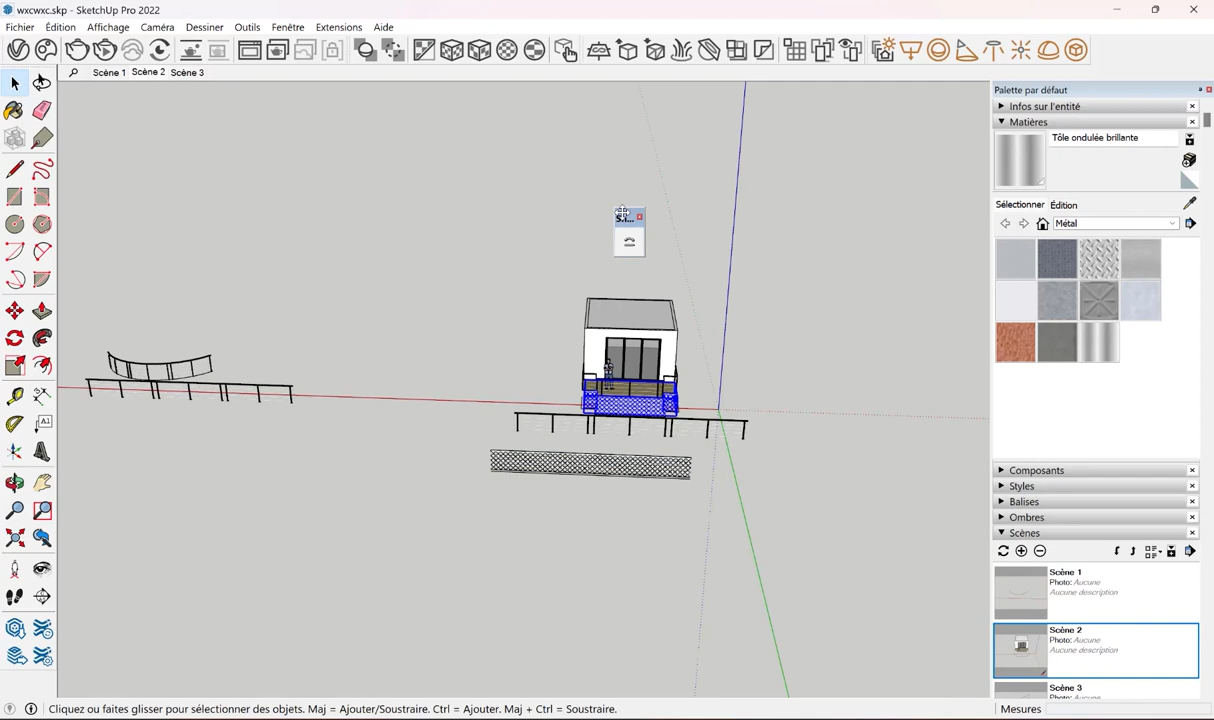 wxcwxc.skp - SketchUp Pro 2022
Fichier Édition Affichage Caméra Dessiner Outils Fenêtre Extensions Aide
Scène 1 Scène 2 Scène 3
Palette par défaut
Infos sur l'entité
Matières
Tôle ondulée brillante
Sélectionner Édition
Métal
A1
Composants
Styles
Balises
Ombres
Scènes
Scène 1
Photo: Aucune
Aucune description
Scène 2
Photo: Aucune
Aucune description
Scène 3
Photo: Aucune
Cliquez ou faites glisser pour sélectionner des objets. Maj = Ajouter/Soustraire. Ctrl = Ajouter. Maj + Ctrl = Soustraire.
Mesures